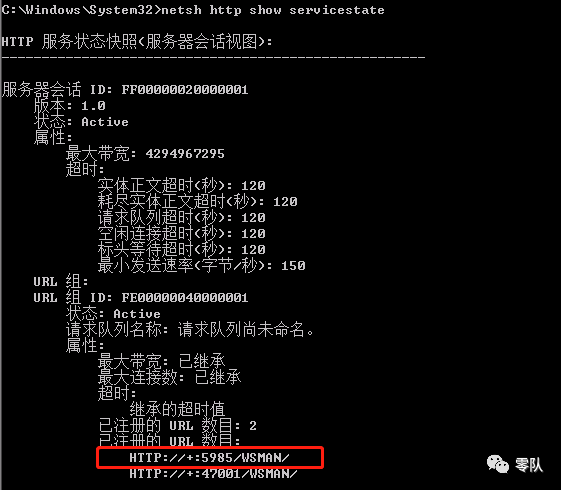 C:\Windows\System32>netsh http show servicestate
HTTP 服务状态快照(服务器会话视图):
-----------------------------------------------------
服务器会话 ID: FF00000020000001
版本: 1.0
状态: Active
属性:
最大带宽: 4294967295
超时:
实体正文超时(秒): 120
耗尽实体正文超时(秒): 120
请求队列超时(秒): 120
空闲连接超时(秒): 120
标头等待超时(秒): 120
最小发送速率(字节/秒): 150
URL 组:
URL 组 ID: FE00000040000001
状态: Active
请求队列名称: 请求队列尚未命名。
属性:
最大带宽: 已继承
最大连接数: 已继承
超时:
继承的超时值
已注册的 URL 数目: 2
已注册的 URL 数目:
HTTP://+:5985/WSMAN/
HTTP://+:47001/WSMAN/
零队